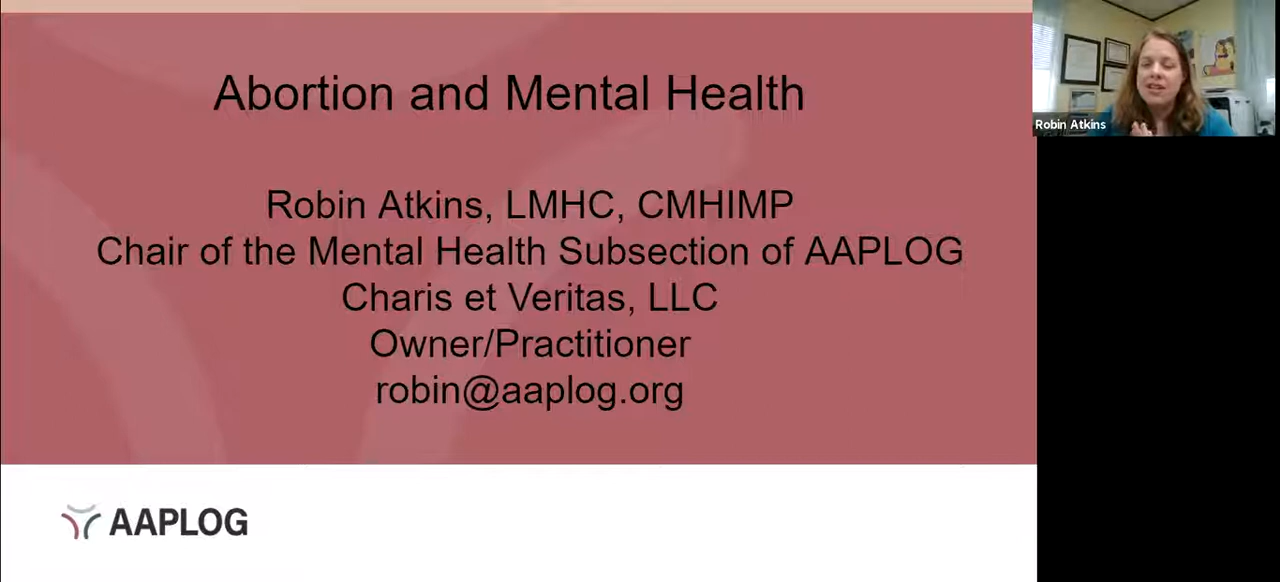 Abortion and Mental Health
Robin Atkins, LMHC, CMHIMP
Chair of the Mental Health Subsection of AAPLOG
Charis et Veritas, LLC
Owner/Practitioner
robin@aaplog.org
AAPLOG
Robin Atkins